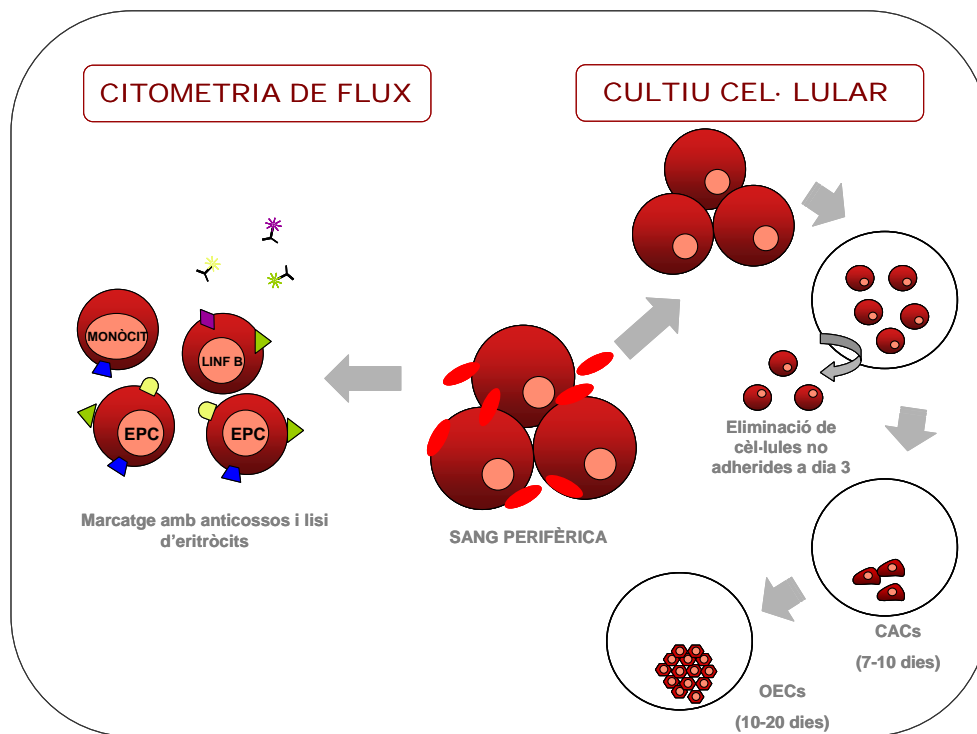 CITOMETRIA DE FLUX
CULTIU CEL· LULAR
MONÒCIT
LINF B
EPC
EPC
Marcatge amb anticossos i lisi
d'eritròcits
SANG PERIFÈRICA
Eliminació de
cèl·lules no
adherides a dia 3
CACs
(7-10 dies)
OECs
(10-20 dies)